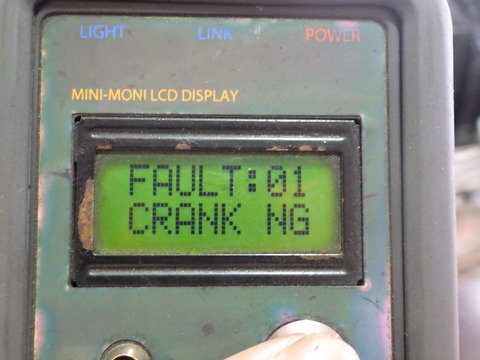 LIGHT LINK POWER
MINI-MONI LCD DISPLAY
FAULT:01
CRANK NG